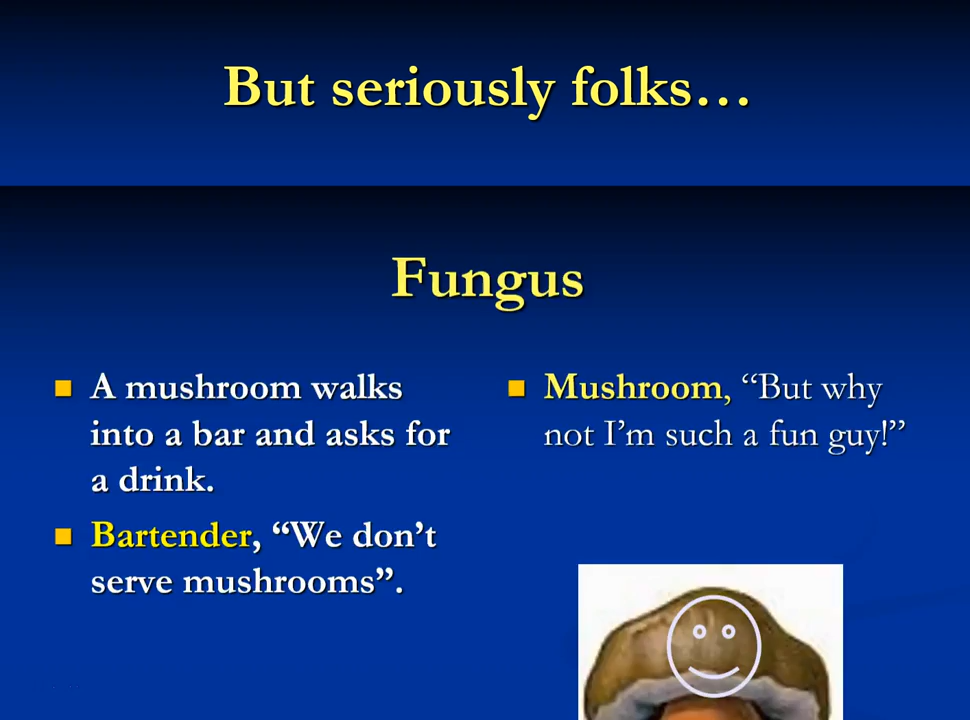 But seriously folks…
Fungus
A mushroom walks
into a bar and asks for
a drink.
Bartender, “We don’t
serve mushrooms”.
Mushroom, “But why
not I’m such a fun guy!”